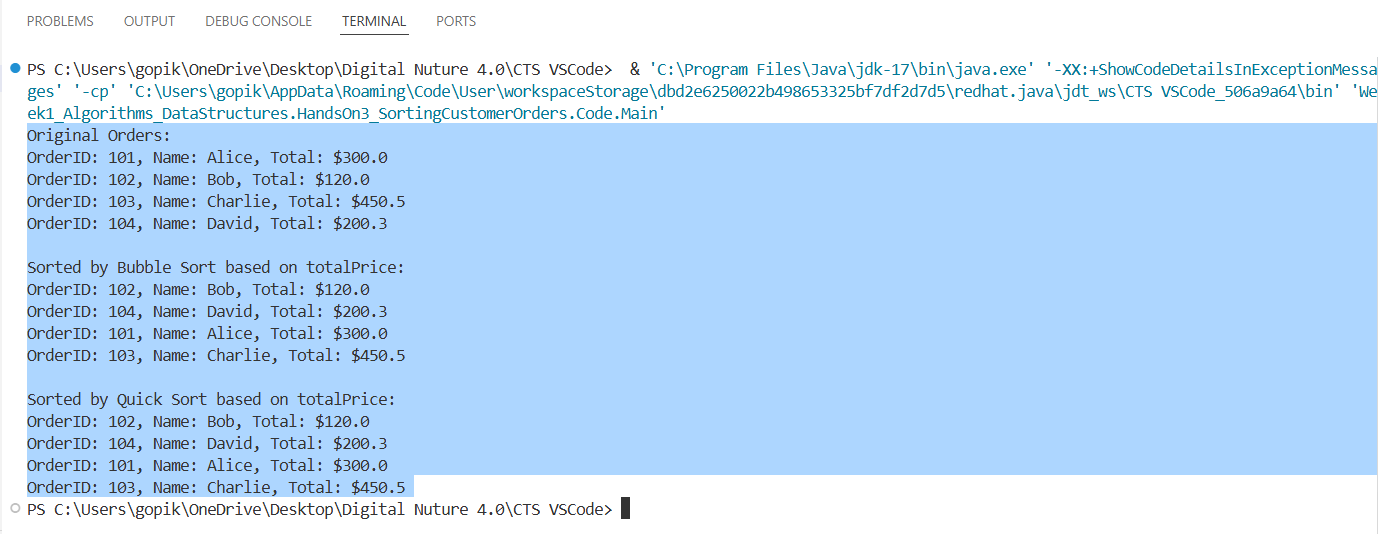 PROBLEMS OUTPUT DEBUG CONSOLE TERMINAL PORTS
PS C:\Users\gopik\OneDrive\Desktop\Digital Nuture 4.0\CTS VSCode>  & 'C:\Program Files\Java\jdk-17\bin\java.exe' '-XX:+ShowCodeDetailsInExceptionMessa
ges' '-cp' 'C:\Users\gopik\AppData\Roaming\Code\User\workspaceStorage\dbd2e6250022b498653325bf7df2d7d5\redhat.java\jdt_ws\CTS VSCode_506a9a64\bin' 'We
ek1_Algorithms_DataStructures.HandsOn3_SortingCustomerOrders.Code.Main'
Original Orders:
OrderID: 101, Name: Alice, Total: $300.0
OrderID: 102, Name: Bob, Total: $120.0
OrderID: 103, Name: Charlie, Total: $450.5
OrderID: 104, Name: David, Total: $200.3
Sorted by Bubble Sort based on totalPrice:
OrderID: 102, Name: Bob, Total: $120.0
OrderID: 104, Name: David, Total: $200.3
OrderID: 101, Name: Alice, Total: $300.0
OrderID: 103, Name: Charlie, Total: $450.5
Sorted by Quick Sort based on totalPrice:
OrderID: 102, Name: Bob, Total: $120.0
OrderID: 104, Name: David, Total: $200.3
OrderID: 101, Name: Alice, Total: $300.0
OrderID: 103, Name: Charlie, Total: $450.5
PS C:\Users\gopik\OneDrive\Desktop\Digital Nuture 4.0\CTS VSCode>